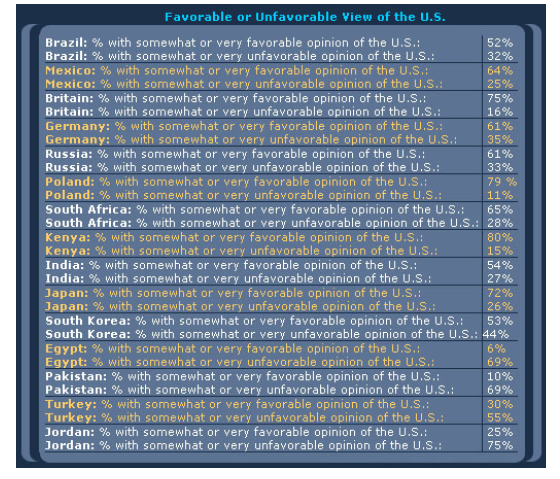 Favorable or Unfavorable View of the U.S.
Brazil: % with somewhat or very favorable opinion of the U.S.: 52%
Brazil: % with somewhat or very unfavorable opinion of the U.S.: 32%
Mexico: % with somewhat or very favorable opinion of the U.S.: 64%
Mexico: % with somewhat or very unfavorable opinion of the U.S.: 25%
Britain: % with somewhat or very favorable opinion of the U.S.: 75%
Britain: % with somewhat or very unfavorable opinion of the U.S.: 16%
Germany: % with somewhat or very favorable opinion of the U.S.: 61%
Germany: % with somewhat or very unfavorable opinion of the U.S.: 35%
Russia: % with somewhat or very favorable opinion of the U.S.: 61%
Russia: % with somewhat or very unfavorable opinion of the U.S.: 33%
Poland: % with somewhat or very favorable opinion of the U.S.: 79 %
Poland: % with somewhat or very unfavorable opinion of the U.S.: 11%
South Africa: % with somewhat or very favorable opinion of the U.S.: 65%
South Africa: % with somewhat or very unfavorable opinion of the U.S.: 28%
Kenya: % with somewhat or very favorable opinion of the U.S.: 80%
Kenya: % with somewhat or very unfavorable opinion of the U.S.: 15%
India: % with somewhat or very favorable opinion of the U.S.: 54%
India: % with somewhat or very unfavorable opinion of the U.S.: 27%
Japan: % with somewhat or very favorable opinion of the U.S.: 72%
Japan: % with somewhat or very unfavorable opinion of the U.S.: 26%
South Korea: % with somewhat or very favorable opinion of the U.S.: 53%
South Korea: % with somewhat or very unfavorable opinion of the U.S.: 44%
Egypt: % with somewhat or very favorable opinion of the U.S.: 6%
Egypt: % with somewhat or very unfavorable opinion of the U.S.: 69%
Pakistan: % with somewhat or very favorable opinion of the U.S.: 10%
Pakistan: % with somewhat or very unfavorable opinion of the U.S.: 69%
Turkey: % with somewhat or very favorable opinion of the U.S.: 30%
Turkey: % with somewhat or very unfavorable opinion of the U.S.: 55%
Jordan: % with somewhat or very favorable opinion of the U.S.: 25%
Jordan: % with somewhat or very unfavorable opinion of the U.S.: 75%